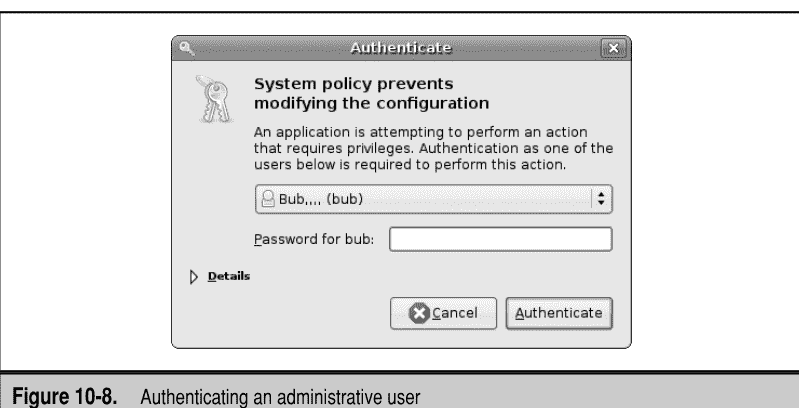 Authenticate
System policy prevents
modifying the configuration
An application is attempting to perform an action
that requires privileges. Authentication as one of the
users below is required to perform this action.
Bub,,,, (bub)
Password for bub:
Details
Cancel
Authenticate
Figure 10-8. Authenticating an administrative user